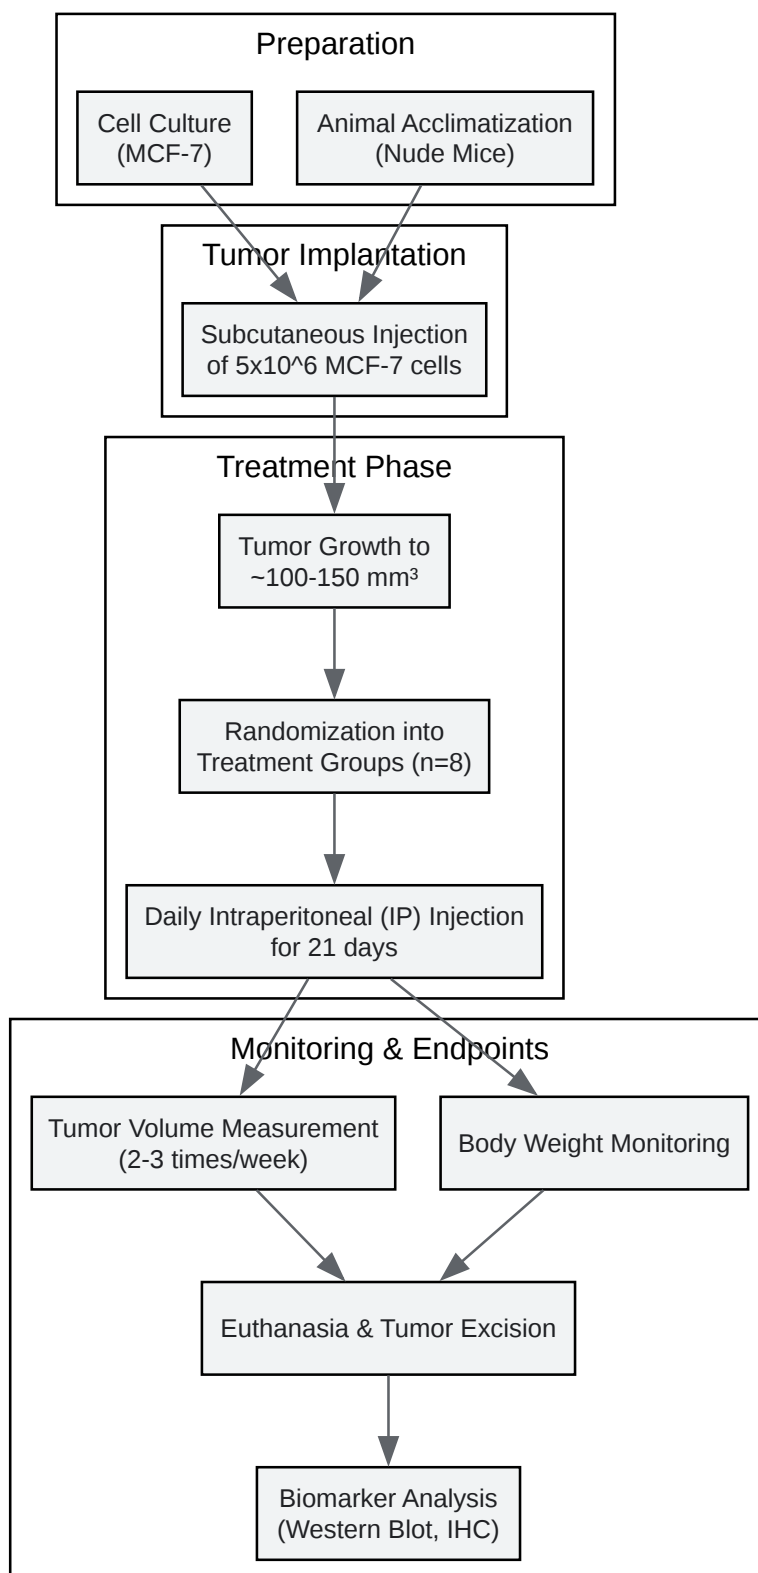 Preparation
Cell Culture
(MCF-7)
Animal Acclimatization
(Nude Mice)
Tumor Implantation
Subcutaneous Injection
of 5x10^6 MCF-7 cells
Treatment Phase
Tumor Growth to
~100-150 mm³
Randomization into
Treatment Groups (n=8)
Daily Intraperitoneal (IP) Injection
for 21 days
Monitoring & Endpoints
Tumor Volume Measurement
(2-3 times/week)
Body Weight Monitoring
Euthanasia & Tumor Excision
Biomarker Analysis
(Western Blot, IHC)